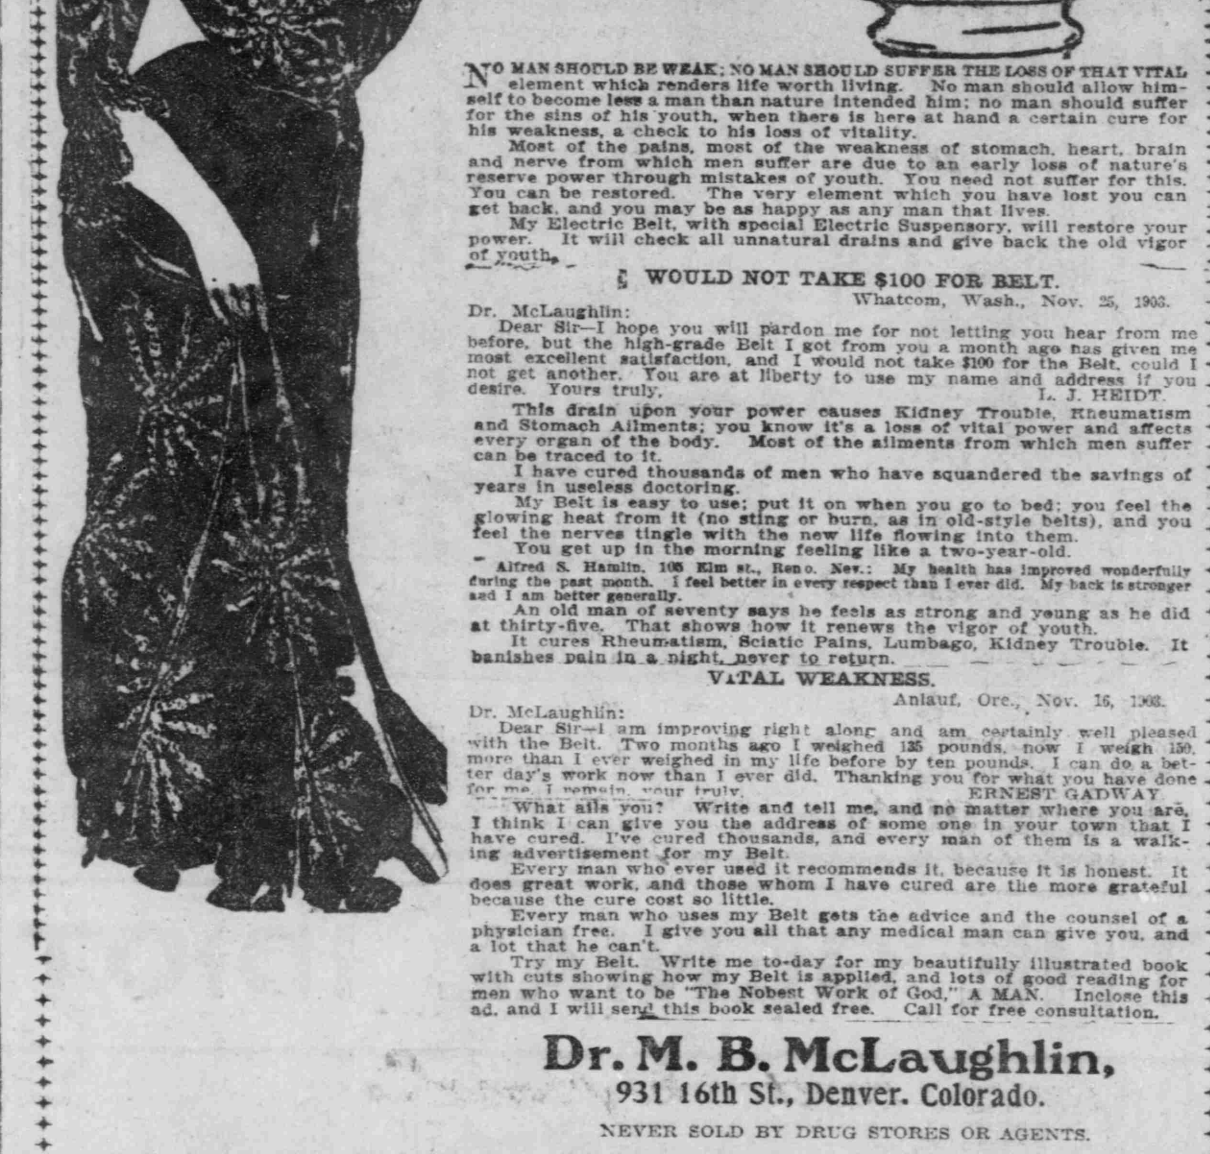 NO MAN SHOULD BE WEAK; NO MAN SHOULD SUFFER THE LOSS OF THAT VITAL
element which renders life worth living. No man should allow him-
self to become less a man than nature intended him; no man should suffer
for the sins of his youth, when there is here at hand a certain cure for
his weakness, a check to his loss of vitality.
Most of the pains, most of the weakness of stomach, heart, brain
and nerve from which men suffer are due to an early loss of nature's
reserve power through mistakes of youth. You need not suffer for this.
You can be restored. The very element which you have lost you can
get back, and you may be as happy as any man that lives.
My Electric Belt, with special Electric Suspensory, will restore your
power. It will check all unnatural drains and give back the old vigor
of youth.
WOULD NOT TAKE $100 FOR BELT.
Whatcom, Wash., Nov. 25, 1903.
Dr. McLaughlin:
Dear Sir—I hope you will pardon me for not letting you hear from me
before, but the high-grade Belt I got from you a month ago has given me
most excellent satisfaction, and I would not take $100 for the Belt, could I
not get another. You are at liberty to use my name and address if you
desire. Yours truly, L. J. HEIDT.
This drain upon your power causes Kidney Trouble, Rheumatism
and Stomach Ailments; you know it's a loss of vital power and affects
every organ of the body. Most of the ailments from which men suffer
can be traced to it.
I have cured thousands of men who have squandered the savings of
years in useless doctoring.
My Belt is easy to use; put it on when you go to bed; you feel the
glowing heat from it (no sting or burn, as in old-style belts), and you
feel the nerves tingle with the new life flowing into them.
You get up in the morning feeling like a two-year-old.
Alfred S. Hamlin, 105 Elm st., Reno, Nev.: My health has improved wonderfully
during the past month. I feel better in every respect than I ever did. My back is stronger
and I am better generally.
An old man of seventy says he feels as strong and young as he did
at thirty-five. That shows how it renews the vigor of youth.
It cures Rheumatism, Sciatic Pains, Lumbago, Kidney Trouble. It
banishes pain in a night, never to return.
VITAL WEAKNESS.
Anlauf, Ore., Nov. 16, 1903.
Dr. McLaughlin:
Dear Sir—I am improving right along and am certainly well pleased
with the Belt. Two months ago I weighed 135 pounds, now I weigh 150,
more than I ever weighed in my life before by ten pounds. I can do a bet-
ter day's work now than I ever did. Thanking you for what you have done
for me, I remain, your truly, ERNEST GADWAY.
What ails you? Write and tell me, and no matter where you are,
I think I can give you the address of some one in your town that I
have cured. I've cured thousands, and every man of them is a walk-
ing advertisement for my Belt.
Every man who ever used it recommends it, because it is honest. It
does great work, and those whom I have cured are the more grateful
because the cure cost so little.
Every man who uses my Belt gets the advice and the counsel of a
physician free. I give you all that any medical man can give you, and
a lot that he can't.
Try my Belt. Write me to-day for my beautifully illustrated book
with cuts showing how my Belt is applied, and lots of good reading for
men who want to be "The Nobest Work of God," A MAN. Inclose this
ad. and I will send this book sealed free. Call for free consultation.
Dr. M. B. McLaughlin,
931 16th St., Denver. Colorado.
NEVER SOLD BY DRUG STORES OR AGENTS.